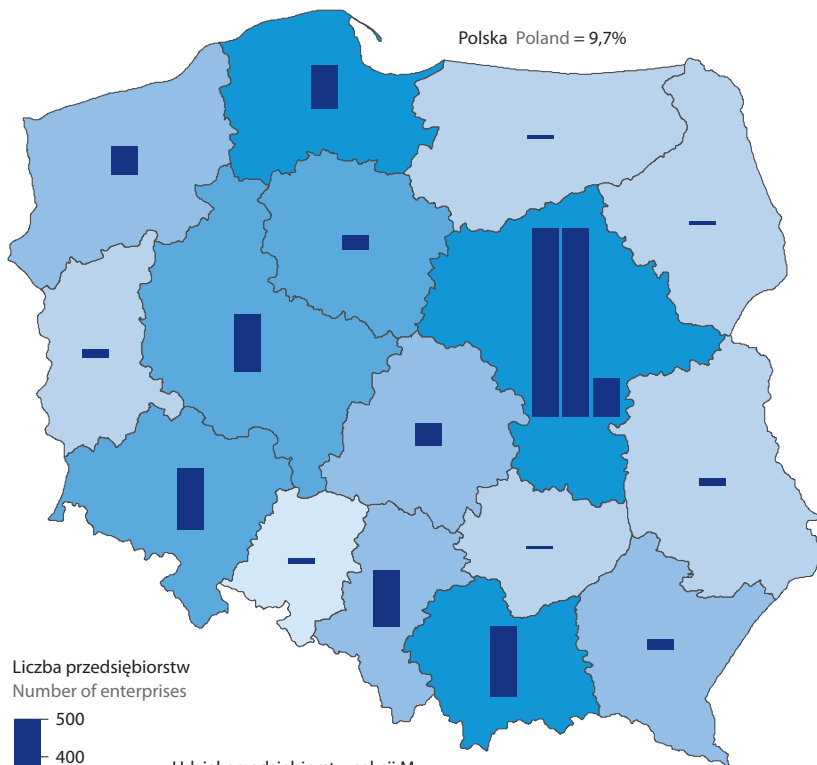 Polska Poland = 9,7%
Liczba przedsiębiorstw
Number of enterprises
500
400